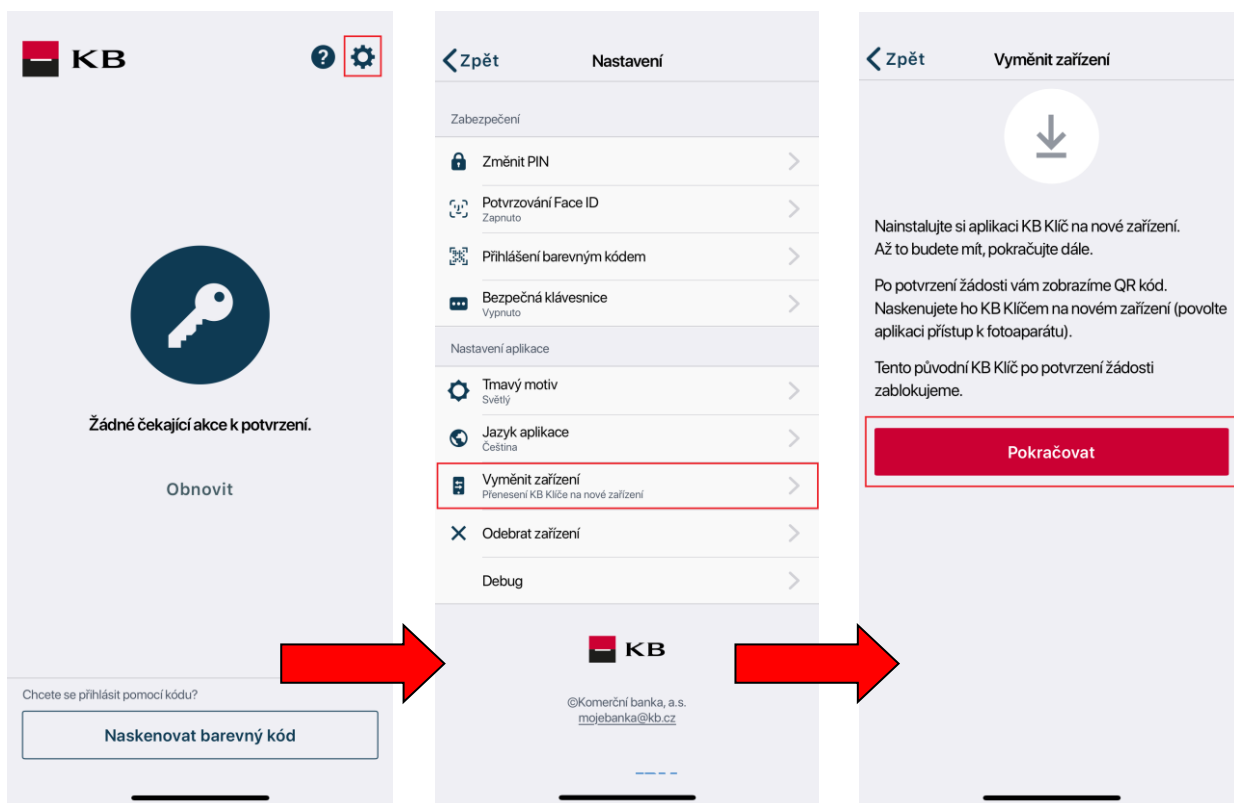 KB
?
Žádné čekající akce k potvrzení.
Obnovit
Chcete se přihlásit pomocí kódu?
Naskenovat barevný kód
Zpět
Nastavení
Zabezpečení
Změnit PIN
Potvrzování Face ID
Zapnuto
Přihlášení barevným kódem
Bezpečná klávesnice
Vypnuto
Nastavení aplikace
Tmavý motiv
Světlý
Jazyk aplikace
Čeština
Vyměnit zařízení
Přenesení KB Klíče na nové zařízení
Odebrat zařízení
Debug
KB
©Komerční banka, a.s.
mojebanka@kb.cz
Zpět
Vyměnit zařízení
Nainstalujte si aplikaci KB Klíč na nové zařízení.
Až to budete mít, pokračujte dále.
Po potvrzení žádosti vám zobrazíme QR kód.
Naskenujete ho KB Klíčem na novém zařízení (povolte
aplikaci přístup k fotoaparátu).
Tento původní KB Klíč po potvrzení žádosti
zablokujeme.
Pokračovat